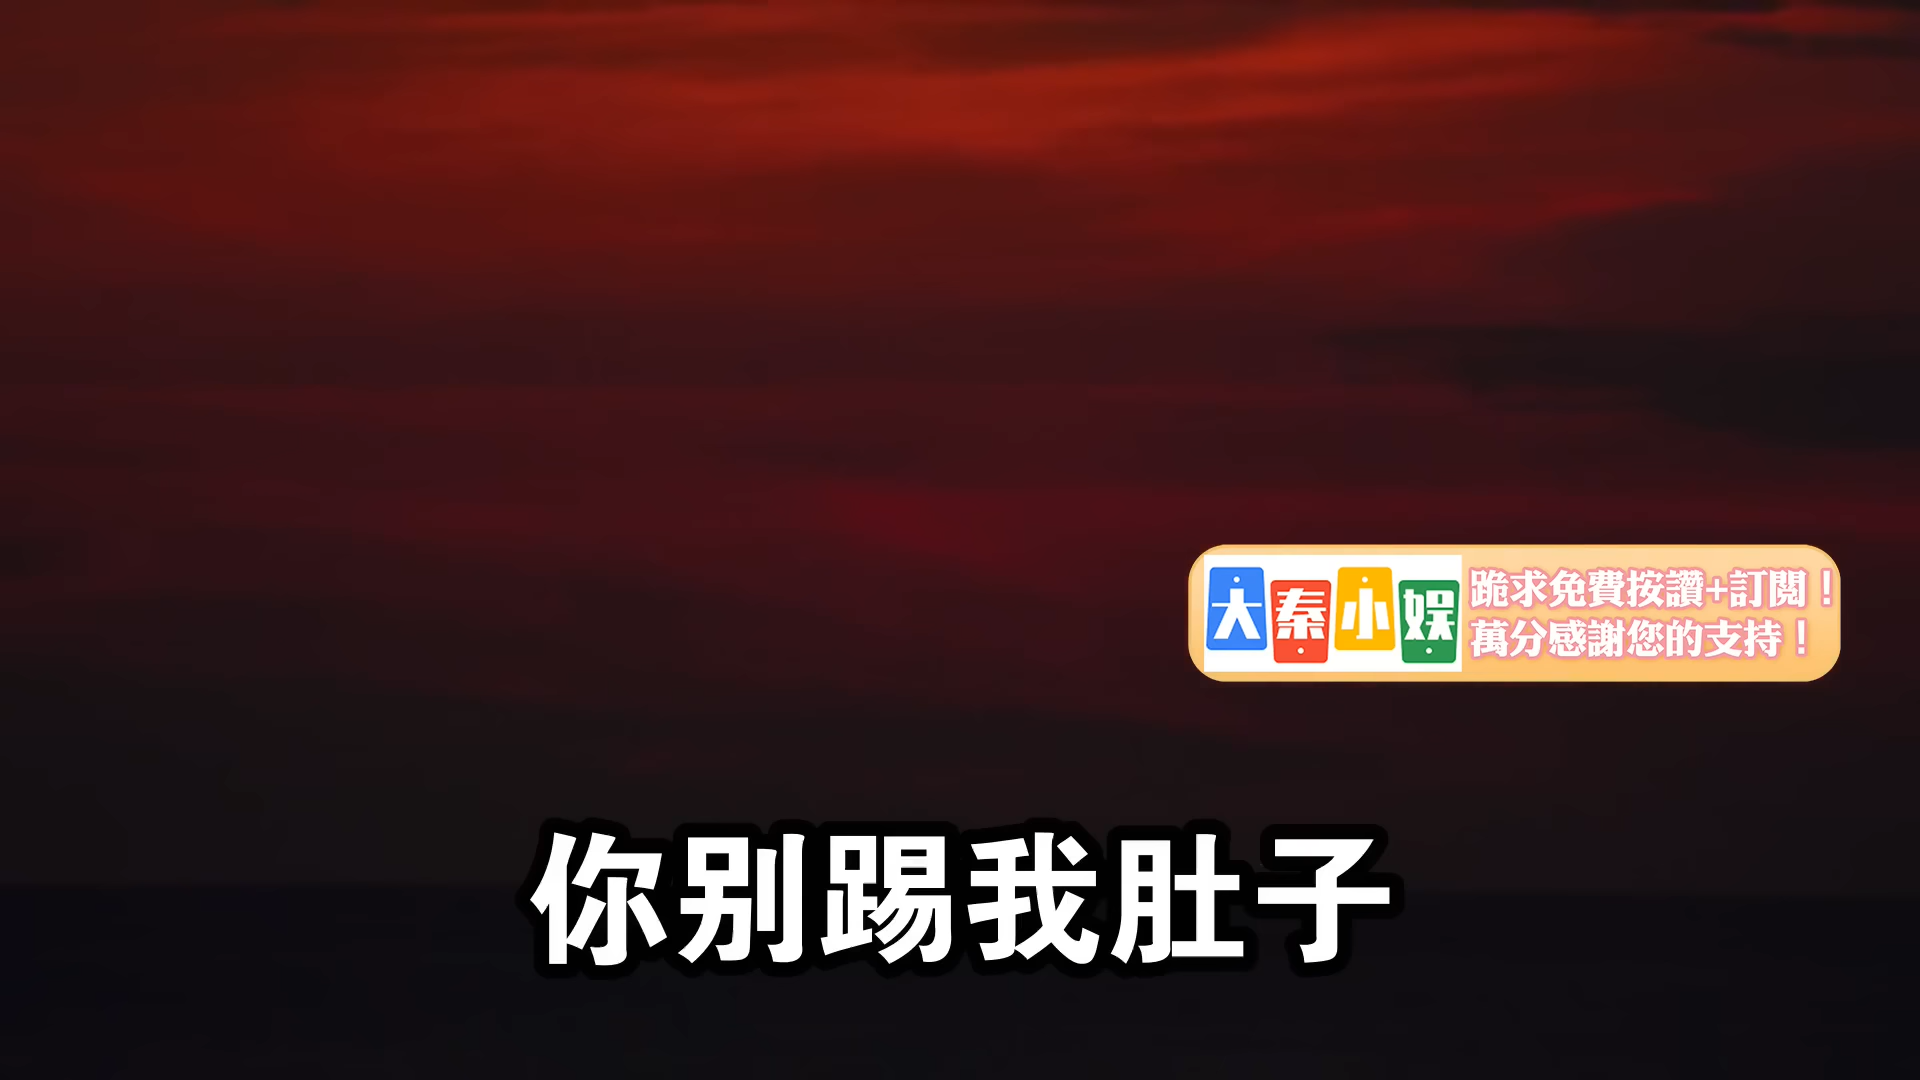 大秦小娱
跪求免費按讚+訂閱！
萬分感謝您的支持！
你别踢我肚子